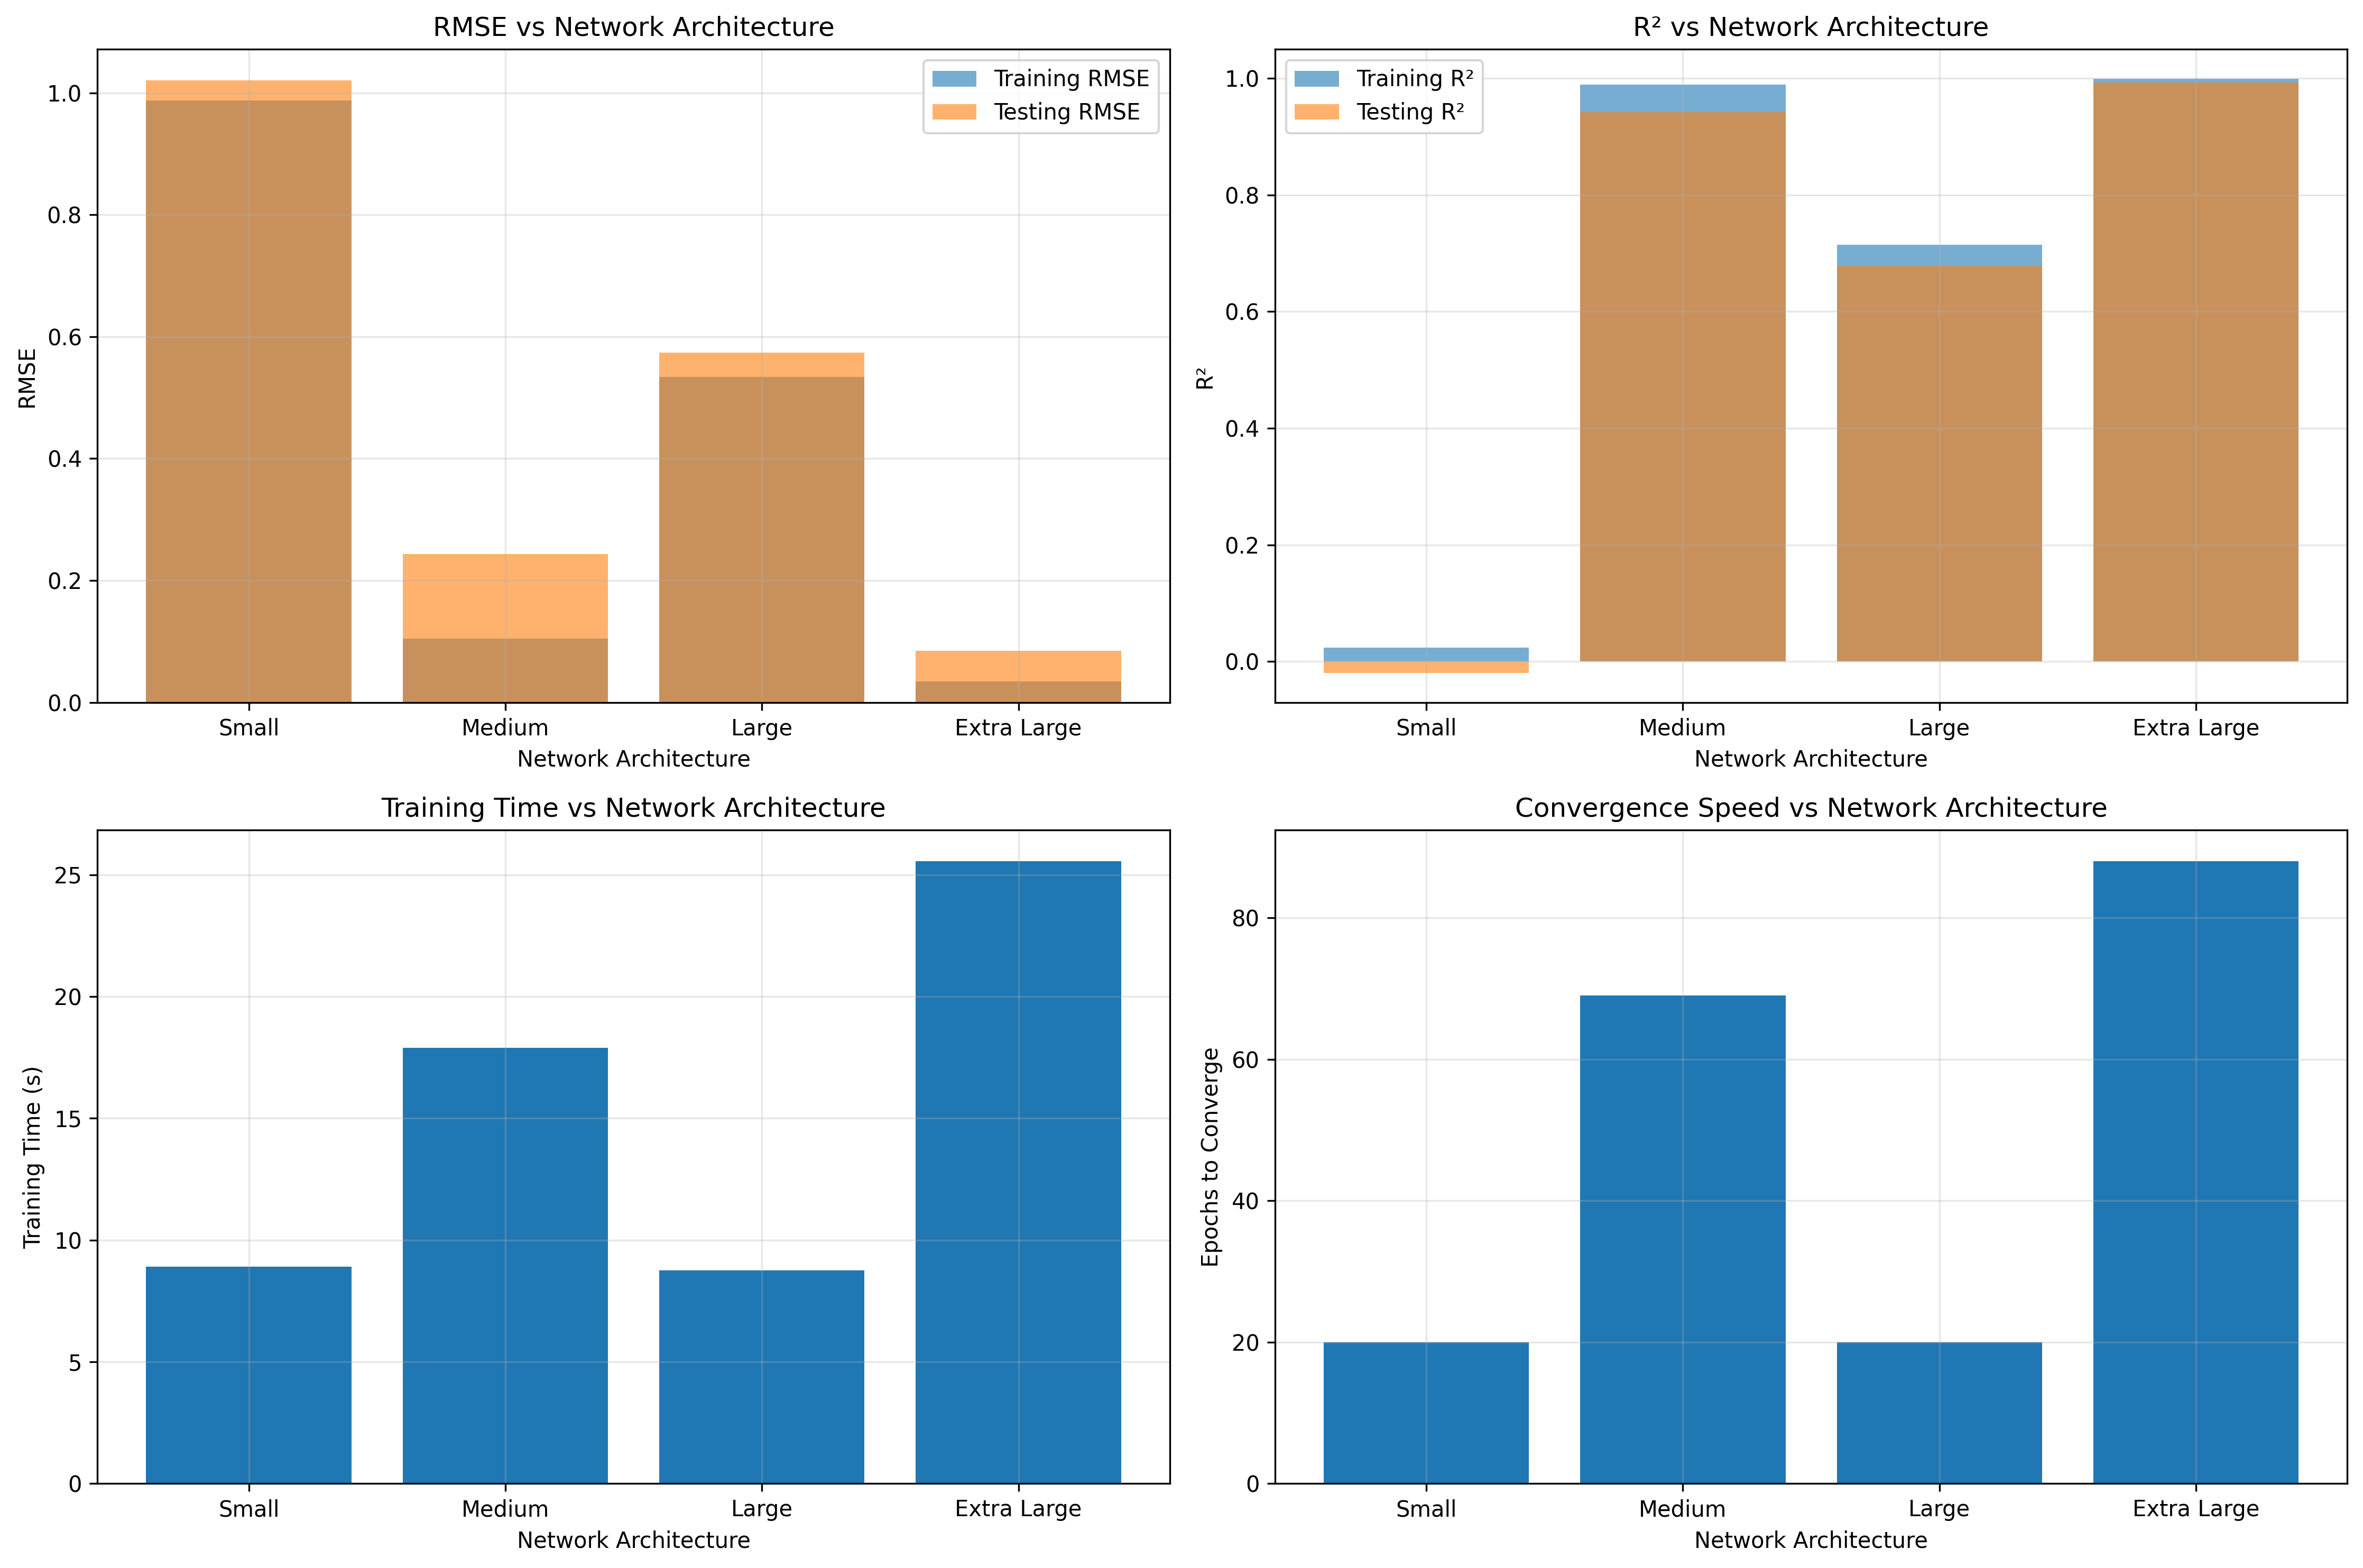 RMSE vs Network Architecture
Training RMSE
Testing RMSE
1.0
0.8
0.6
0.4
0.2
0.0
RMSE
Small Medium Large Extra Large
Network Architecture
R² vs Network Architecture
Training R²
Testing R²
1.0
0.8
0.6
0.4
0.2
0.0
R²
Small Medium Large Extra Large
Network Architecture
Training Time vs Network Architecture
25
20
15
10
5
0
Training Time (s)
Small Medium Large Extra Large
Network Architecture
Convergence Speed vs Network Architecture
80
60
40
20
0
Epochs to Converge
Small Medium Large Extra Large
Network Architecture